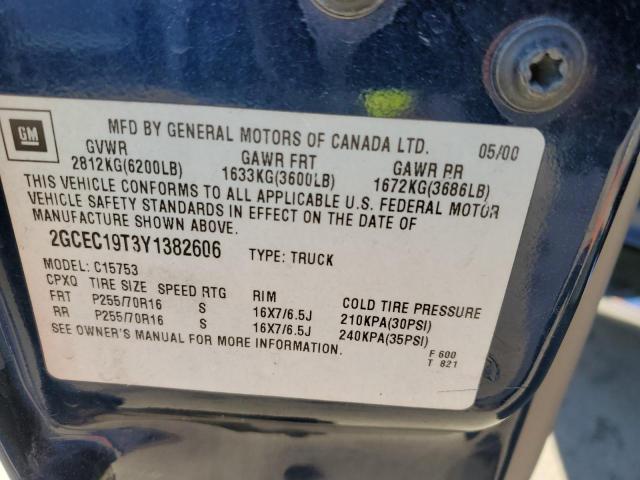 GM
MFD BY GENERAL MOTORS OF CANADA LTD. 05/00
GVWR GAWR FRT GAWR RR
2812KG(6200LB) 1633KG(3600LB) 1672KG(3686LB)
THIS VEHICLE CONFORMS TO ALL APPLICABLE U.S. FEDERAL MOTOR
VEHICLE SAFETY STANDARDS IN EFFECT ON THE DATE OF
MANUFACTURE SHOWN ABOVE.
2GCEC19T3Y1382606 TYPE: TRUCK
MODEL: C15753
CPXQ TIRE SIZE SPEED RTG RIM COLD TIRE PRESSURE
FRT P255/70R16 S 16X7/6.5J 210KPA(30PSI)
RR P255/70R16 S 16X7/6.5J 240KPA(35PSI)
SEE OWNER'S MANUAL FOR MORE INFORMATION.
F 600
T 821